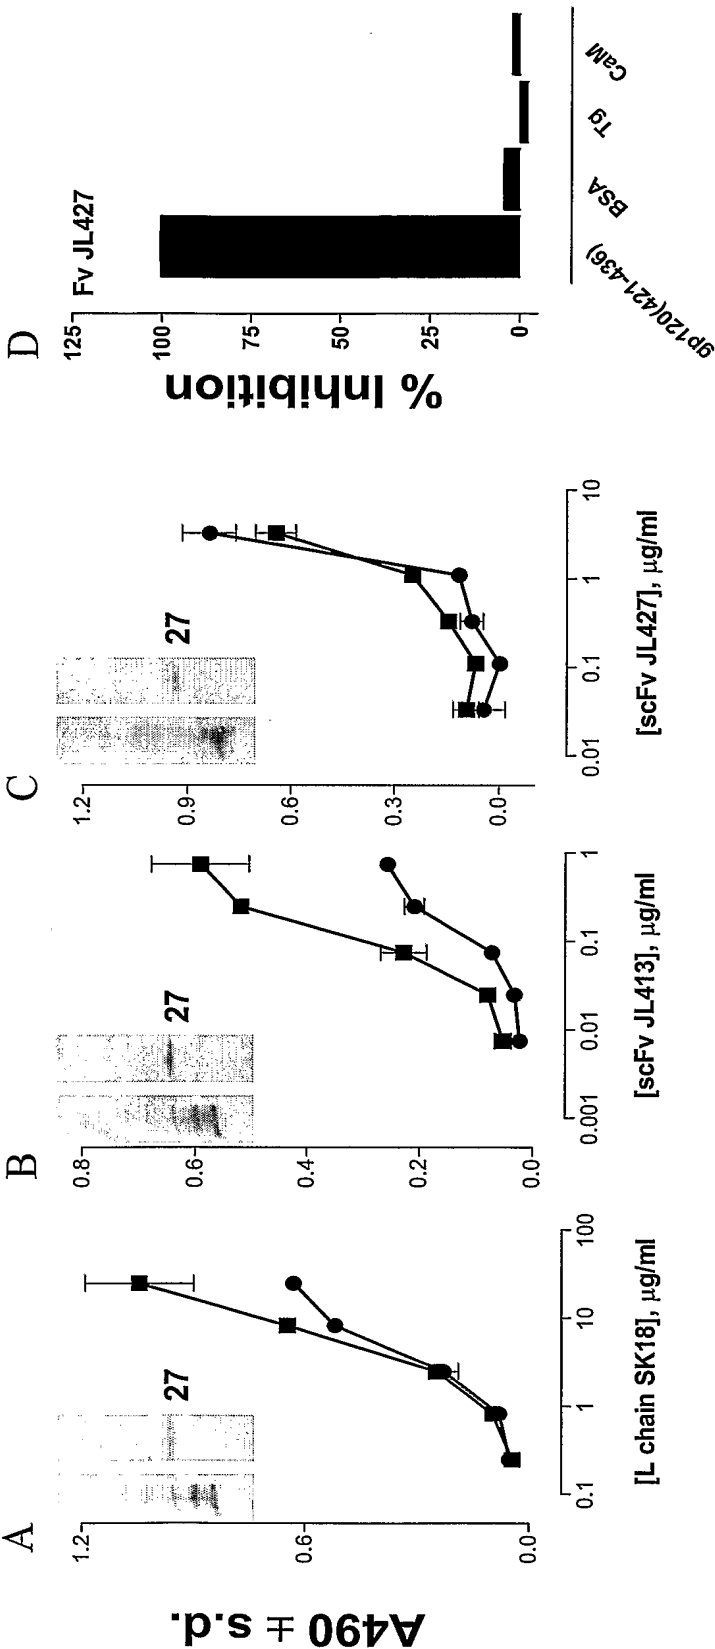 A
1.2
0.6
0.0
27
0.1 1 10 100
[L chain SK18], μg/ml
A490 ± s.d.
B
0.8
0.6
0.4
0.2
0.0
27
0.001 0.01 0.1 1
[scFv JL413], μg/ml
C
1.2
0.9
0.6
0.3
0.0
27
0.01 0.1 1 10
[scFv JL427], μg/ml
D
125
100
75
50
25
0
% Inhibition
Fv JL427
gp120(421-436) BSA Tg CaM